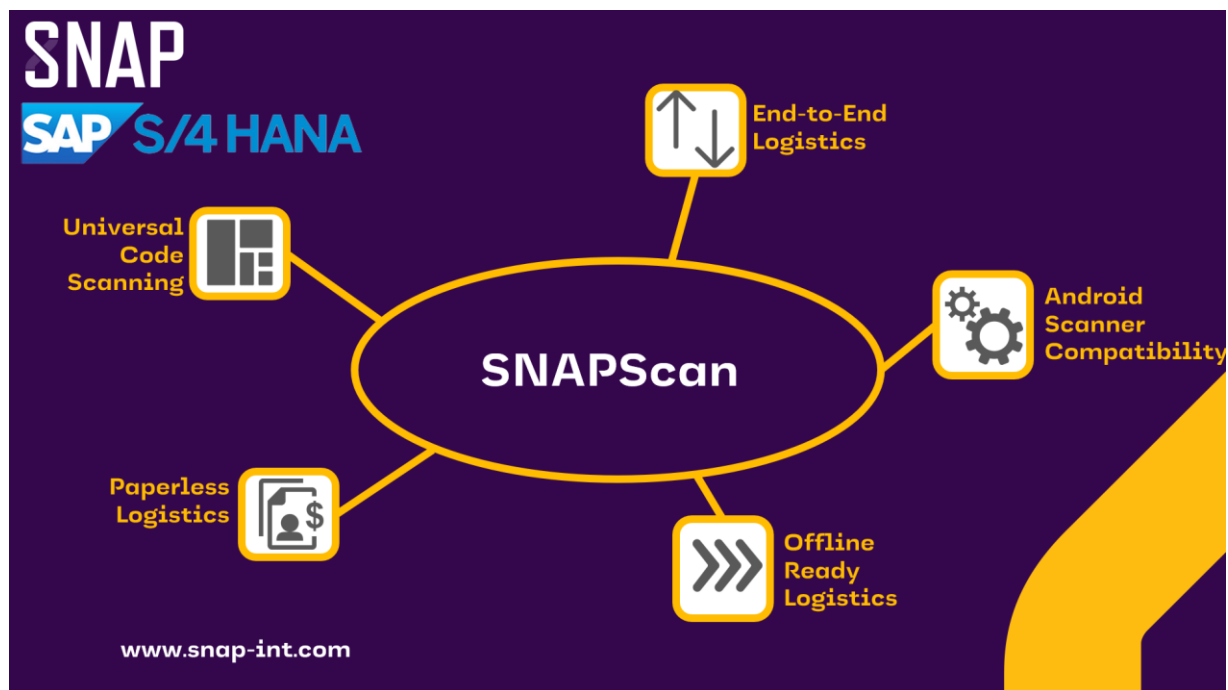 SNAP
SAP S/4 HANA
End-to-End
Logistics
Universal
Code
Scanning
Android
Scanner
Compatibility
SNAPScan
Paperless
Logistics
$
Offline
Ready
Logistics
www.snap-int.com